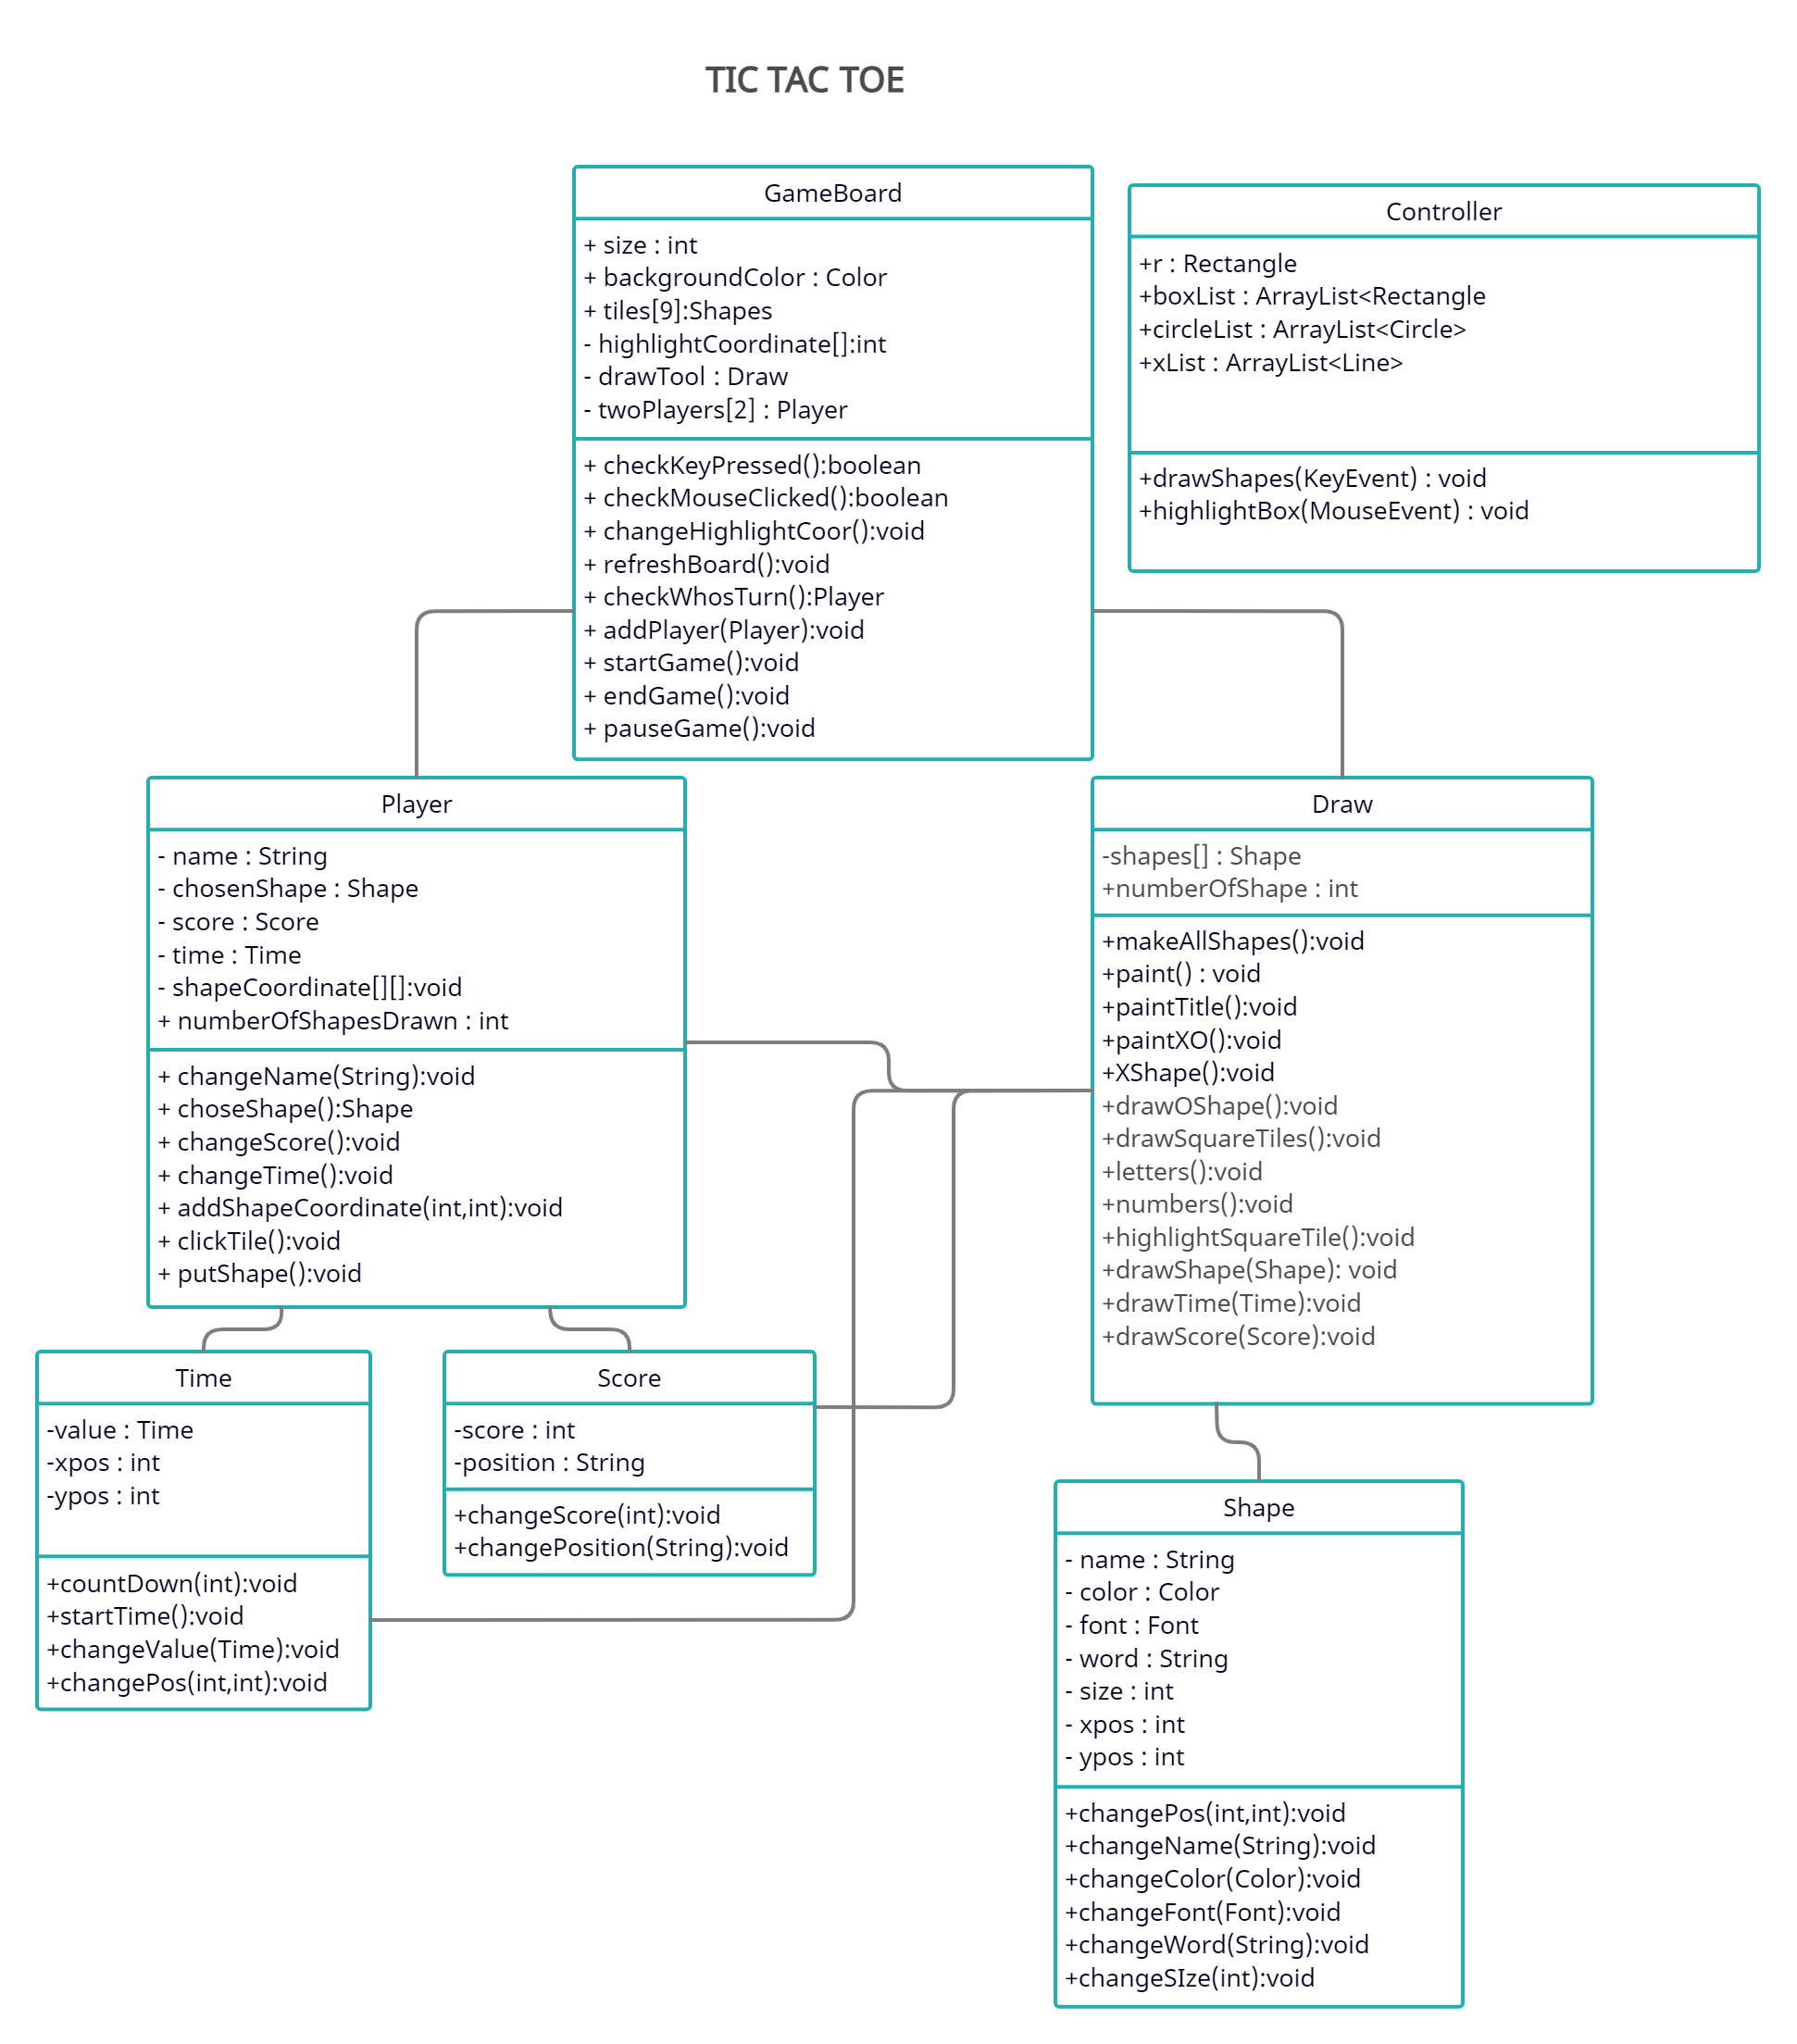 TIC TAC TOE
GameBoard
+ size : int
+ backgroundColor : Color
+ tiles[9]:Shapes
- highlightCoordinate[]:int
- drawTool : Draw
- twoPlayers[2] : Player
+ checkKeyPressed():boolean
+ checkMouseClicked():boolean
+ changeHighlightCoor():void
+ refreshBoard():void
+ checkWhosTurn():Player
+ addPlayer(Player):void
+ startGame():void
+ endGame():void
+ pauseGame():void
Controller
+r : Rectangle
+boxList : ArrayList<Rectangle
+circleList : ArrayList<Circle>
+xList : ArrayList<Line>
+drawShapes(KeyEvent) : void
+highlightBox(MouseEvent) : void
Player
- name : String
- chosenShape : Shape
- score : Score
- time : Time
- shapeCoordinate[][]:void
+ numberOfShapesDrawn : int
+ changeName(String):void
+ choseShape():Shape
+ changeScore():void
+ changeTime():void
+ addShapeCoordinate(int,int):void
+ clickTile():void
+ putShape():void
Draw
-shapes[] : Shape
+numberOfShape : int
+makeAllShapes():void
+paint() : void
+paintTitle():void
+paintXO():void
+XShape():void
+drawOShape():void
+drawSquareTiles():void
+letters():void
+numbers():void
+highlightSquareTile():void
+drawShape(Shape): void
+drawTime(Time):void
+drawScore(Score):void
Time
-value : Time
-xpos : int
-ypos : int
+countDown(int):void
+startTime():void
+changeValue(Time):void
+changePos(int,int):void
Score
-score : int
-position : String
+changeScore(int):void
+changePosition(String):void
Shape
- name : String
- color : Color
- font : Font
- word : String
- size : int
- xpos : int
- ypos : int
+changePos(int,int):void
+changeName(String):void
+changeColor(Color):void
+changeFont(Font):void
+changeWord(String):void
+changeSIze(int):void